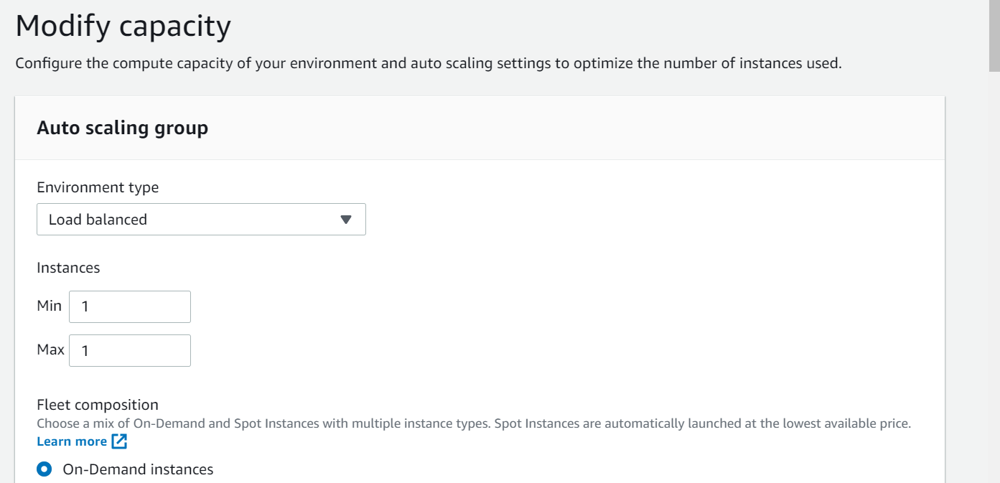 Modify capacity
Configure the compute capacity of your environment and auto scaling settings to optimize the number of instances used.
Auto scaling group
Environment type
Load balanced
Instances
Min 1
Max 1
Fleet composition
Choose a mix of On-Demand and Spot Instances with multiple instance types. Spot Instances are automatically launched at the lowest available price.
Learn more
On-Demand instances